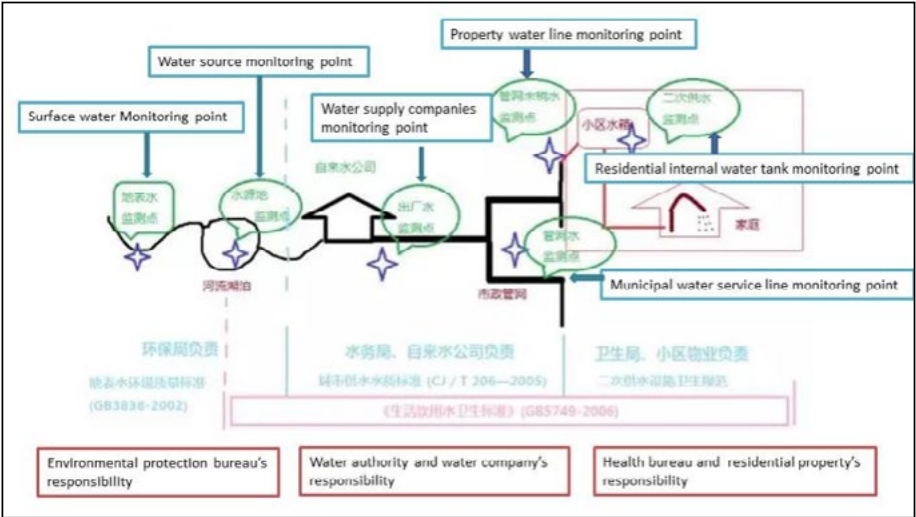 Property water line monitoring point
Water source monitoring point
Surface water Monitoring point
Water supply companies
monitoring point
管网末梢水
监测点
二次供水
监测点
小区水箱
自来水公司
Residential internal water tank monitoring point
地表水
监测点
水源地
监测点
出厂水
监测点
家庭
管网水
监测点
河流湖泊
市政管网
Municipal water service line monitoring point
环保局负责
水务局、自来水公司负责
卫生局、小区物业负责
地表水环境质量标准
(GB3838-2002)
城市供水水质标准 (CJ / T 206—2005)
二次供水设施卫生规范
《生活饮用水卫生标准》(GB5749-2006)
Environmental protection bureau's
responsibility
Water authority and water company's
responsibility
Health bureau and residential property's
responsibility